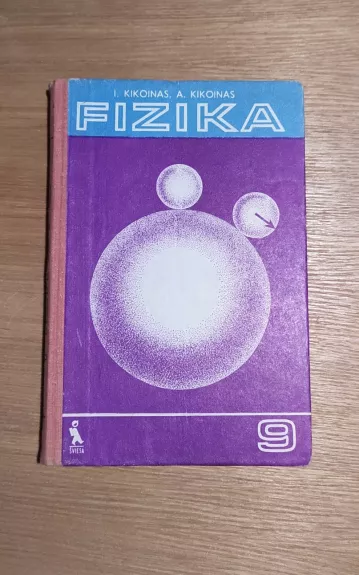 I. KIKOINAS, A. KIKOINAS
FIZIKA
9
ŠVIESA